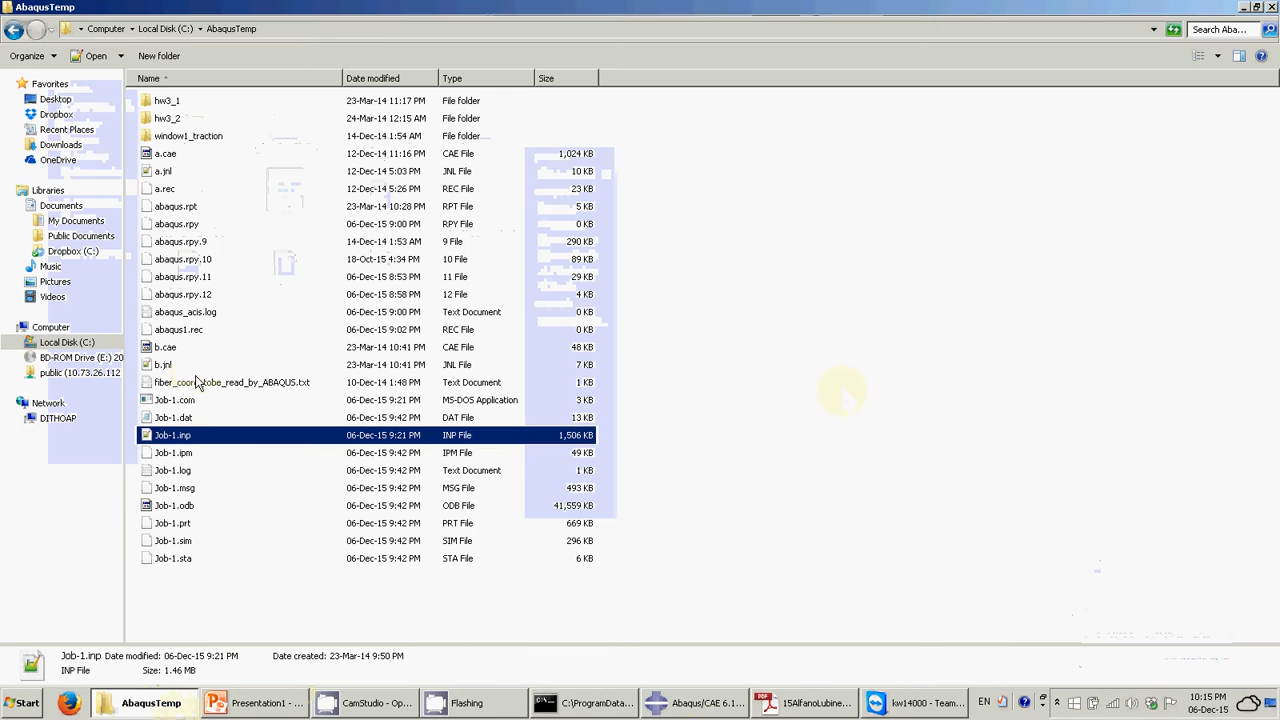 AbaqusTemp
Computer Local Disk (C:) AbaqusTemp Search Aba...
Organize Open New folder
Name Date modified Type Size
Favorites
Desktop
Dropbox
Recent Places
Downloads
OneDrive
Libraries
Documents
My Documents
Public Documents
Dropbox (C:)
Music
Pictures
Videos
Computer
Local Disk (C:)
BD-ROM Drive (E:) 20
public (10.73.26.112
Network
DITHOAP
hw3_1 23-Mar-14 11:17 PM File folder
hw3_2 24-Mar-14 12:15 AM File folder
window1_traction 14-Dec-14 1:54 AM File folder
a.cae 12-Dec-14 11:16 PM CAE File 1,024 KB
a.jnl 12-Dec-14 5:03 PM JNL File 10 KB
a.rec 12-Dec-14 5:26 PM REC File 23 KB
abaqus.rpt 23-Mar-14 10:28 PM RPT File 5 KB
abaqus.rpy 06-Dec-15 9:00 PM RPY File 0 KB
abaqus.rpy.9 14-Dec-14 1:53 AM 9 File 290 KB
abaqus.rpy.10 18-Oct-15 4:34 PM 10 File 89 KB
abaqus.rpy.11 06-Dec-15 8:53 PM 11 File 29 KB
abaqus.rpy.12 06-Dec-15 8:58 PM 12 File 4 KB
abaqus_acis.log 06-Dec-15 9:00 PM Text Document 0 KB
abaqus1.rec 06-Dec-15 9:02 PM REC File 0 KB
b.cae 23-Mar-14 10:41 PM CAE File 48 KB
b.jnl 23-Mar-14 10:41 PM JNL File 7 KB
10-Dec-14 1:48 PM Text Document 1 KB
Job-1.com 06-Dec-15 9:21 PM MS-DOS Application 3 KB
Job-1.dat 06-Dec-15 9:42 PM DAT File 13 KB
Job-1.inp 06-Dec-15 9:21 PM INP File 1,506 KB
Job-1.ipm 06-Dec-15 9:42 PM IPM File 49 KB
Job-1.log 06-Dec-15 9:42 PM Text Document 1 KB
Job-1.msg 06-Dec-15 9:42 PM MSG File 493 KB
Job-1.odb 06-Dec-15 9:42 PM ODB File 41,559 KB
Job-1.prt 06-Dec-15 9:42 PM PRT File 669 KB
Job-1.sim 06-Dec-15 9:42 PM SIM File 296 KB
Job-1.sta 06-Dec-15 9:42 PM STA File 6 KB
Job-1.inp Date modified: 06-Dec-15 9:21 PM Date created: 23-Mar-14 9:50 PM
INP File Size: 1.46 MB
Start AbaqusTemp Presentation1 - ... CamStudio - Op... Flashing C:\ProgramData... Abaqus/CAE 6.1... 15AlfanoLubine... kw14000 - Team... EN 10:15 PM
06-Dec-15